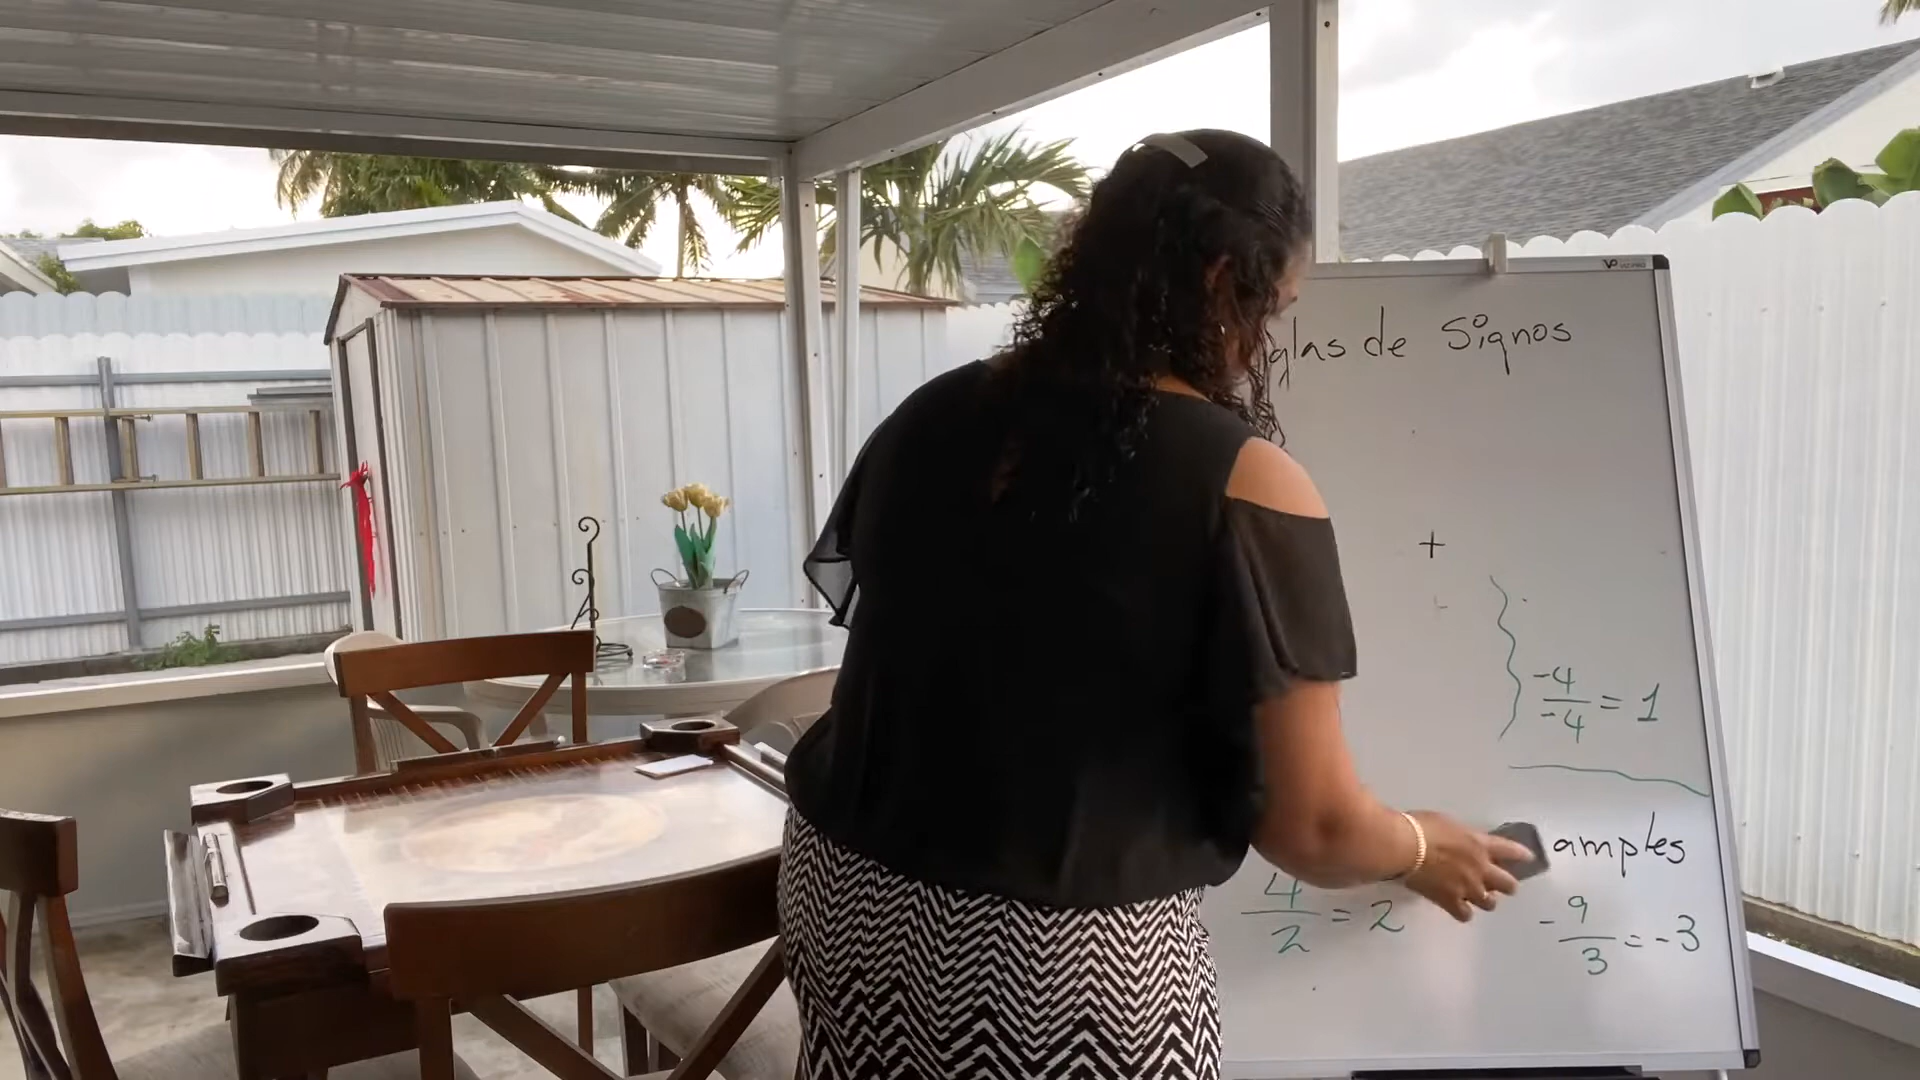 glas de Signos
+
-4
-4 = 1
amples
4
2 = 2
-9
3 = -3